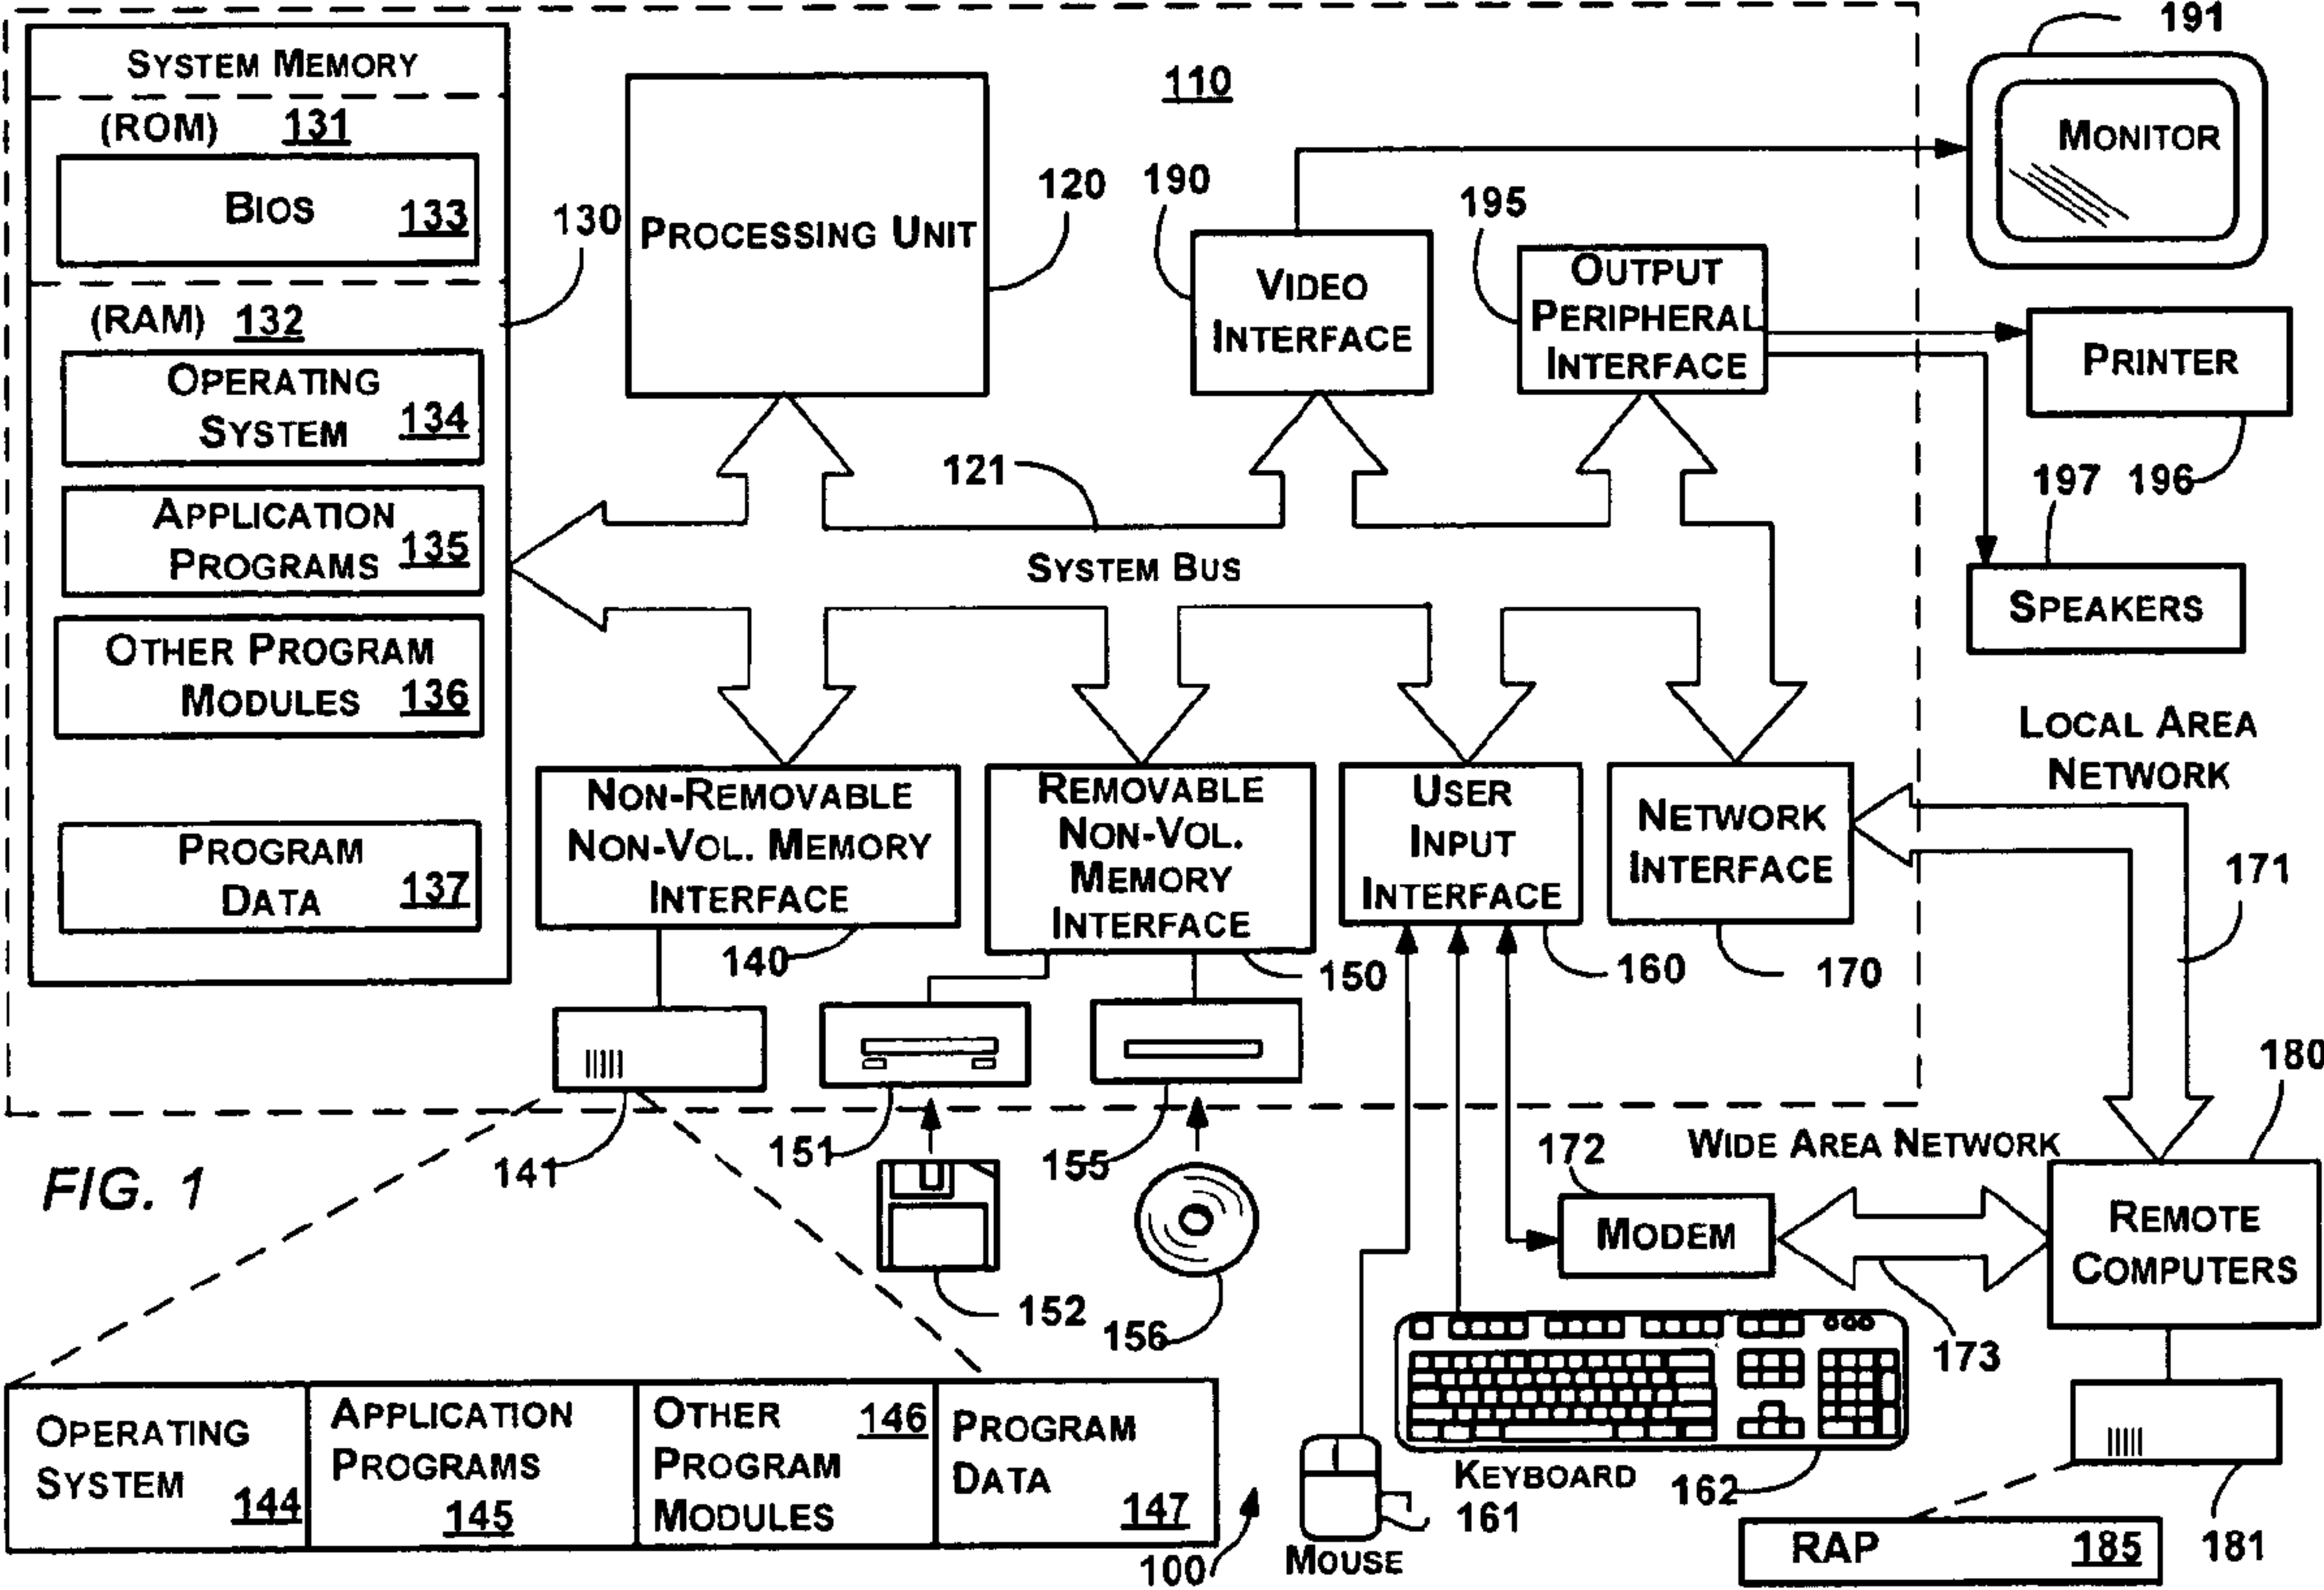 SYSTEM MEMORY
(ROM) 131
BIOS 133
(RAM) 132
OPERATING
SYSTEM 134
APPLICATION
PROGRAMS 135
OTHER PROGRAM
MODULES 136
PROGRAM
DATA 137
130
PROCESSING UNIT
120
110
190
VIDEO
INTERFACE
195
OUTPUT
PERIPHERAL
INTERFACE
191
MONITOR
PRINTER
196
197
SPEAKERS
121
SYSTEM BUS
NON-REMOVABLE
NON-VOL. MEMORY
INTERFACE
140
REMOVABLE
NON-VOL.
MEMORY
INTERFACE
150
USER
INPUT
INTERFACE
160
NETWORK
INTERFACE
170
LOCAL AREA
NETWORK
171
141
151
152
155
156
172
MODEM
WIDE AREA NETWORK
173
180
REMOTE
COMPUTERS
181
RAP 185
KEYBOARD
161
162
MOUSE
100
FIG. 1
OPERATING
SYSTEM
144
APPLICATION
PROGRAMS
145
OTHER 146
PROGRAM
MODULES
PROGRAM
DATA
147